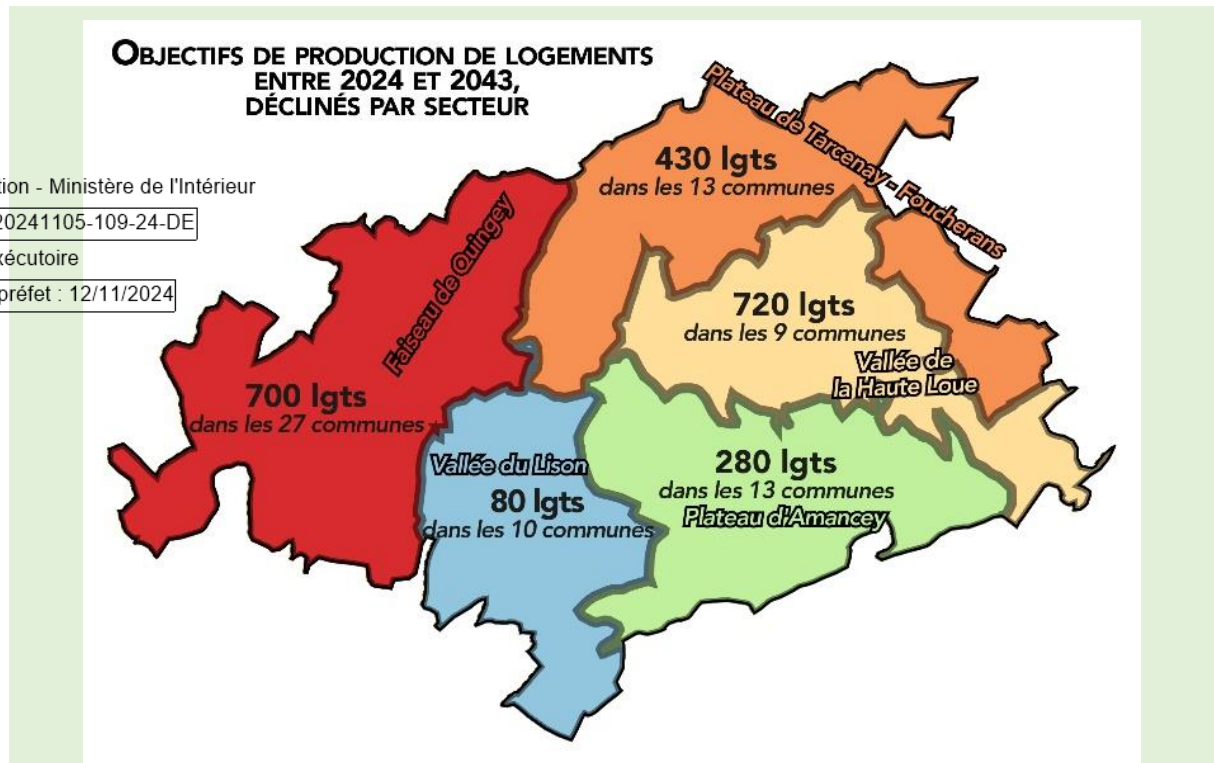 OBJECTIFS DE PRODUCTION DE LOGEMENTS
ENTRE 2024 ET 2043,
DÉCLINÉS PAR SECTEUR
tion - Ministère de l'Intérieur
20241105-109-24-DE
xécutoire
préfet : 12/11/2024
Plateau de Tarcenay - Foucherans
430 lgts
dans les 13 communes
Faiseau de Quingey
720 lgts
dans les 9 communes
Vallée de
la Haute Loue
700 lgts
dans les 27 communes
Vallée du Lison
80 lgts
dans les 10 communes
280 lgts
dans les 13 communes
Plateau d'Amancey